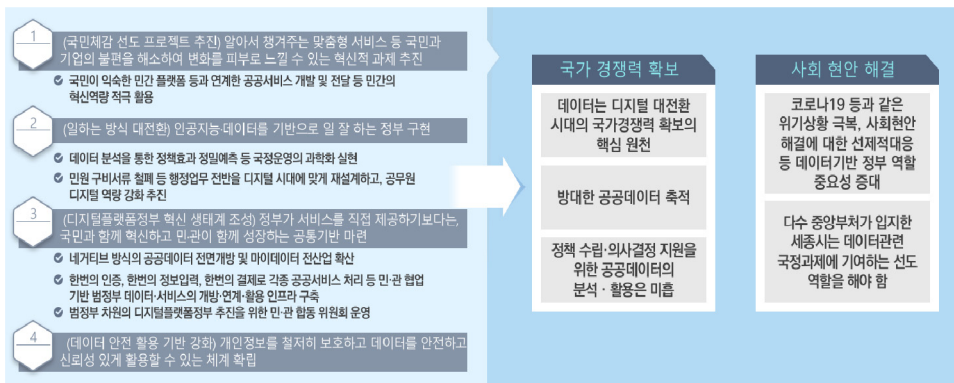 1
(국민체감 선도 프로젝트 추진) 알아서 챙겨주는 맞춤형 서비스 등 국민과
기업의 불편을 해소하여 변화를 피부로 느낄 수 있는 혁신적 과제 추진
국민이 익숙한 민간 플랫폼 등과 연계한 공공서비스 개발 및 전달 등 민간의
혁신역량 적극 활용
2
(일하는 방식 대전환) 인공지능·데이터를 기반으로 일 잘 하는 정부 구현
데이터 분석을 통한 정책효과 정밀예측 등 국정운영의 과학화 실현
민원 구비서류 철폐 등 행정업무 전반을 디지털 시대에 맞게 재설계하고, 공무원
디지털 역량 강화 추진
3
(디지털플랫폼정부 혁신 생태계 조성) 정부가 서비스를 직접 제공하기보다는,
국민과 함께 혁신하고 민·관이 함께 성장하는 공통기반 마련
네거티브 방식의 공공데이터 전면개방 및 마이데이터 전산업 확산
한번의 인증, 한번의 정보입력, 한번의 결제로 각종 공공서비스 처리 등 민·관 협업
기반 범정부 데이터·서비스의 개방·연계·활용 인프라 구축
범정부 차원의 디지털플랫폼정부 추진을 위한 민·관 합동 위원회 운영
4
(데이터 안전 활용 기반 강화) 개인정보를 철저히 보호하고 데이터를 안전하고
신뢰성 있게 활용할 수 있는 체계 확립
국가 경쟁력 확보
데이터는 디지털 대전환
시대의 국가경쟁력 확보의
핵심 원천
방대한 공공데이터 축적
정책 수립·의사결정 지원을
위한 공공데이터의
분석·활용은 미흡
사회 현안 해결
코로나19 등과 같은
위기상황 극복, 사회현안
해결에 대한 선제적대응
등 데이터기반 정부 역할
중요성 증대
다수 중앙부처가 입지한
세종시는 데이터관련
국정과제에 기여하는 선도
역할을 해야 함